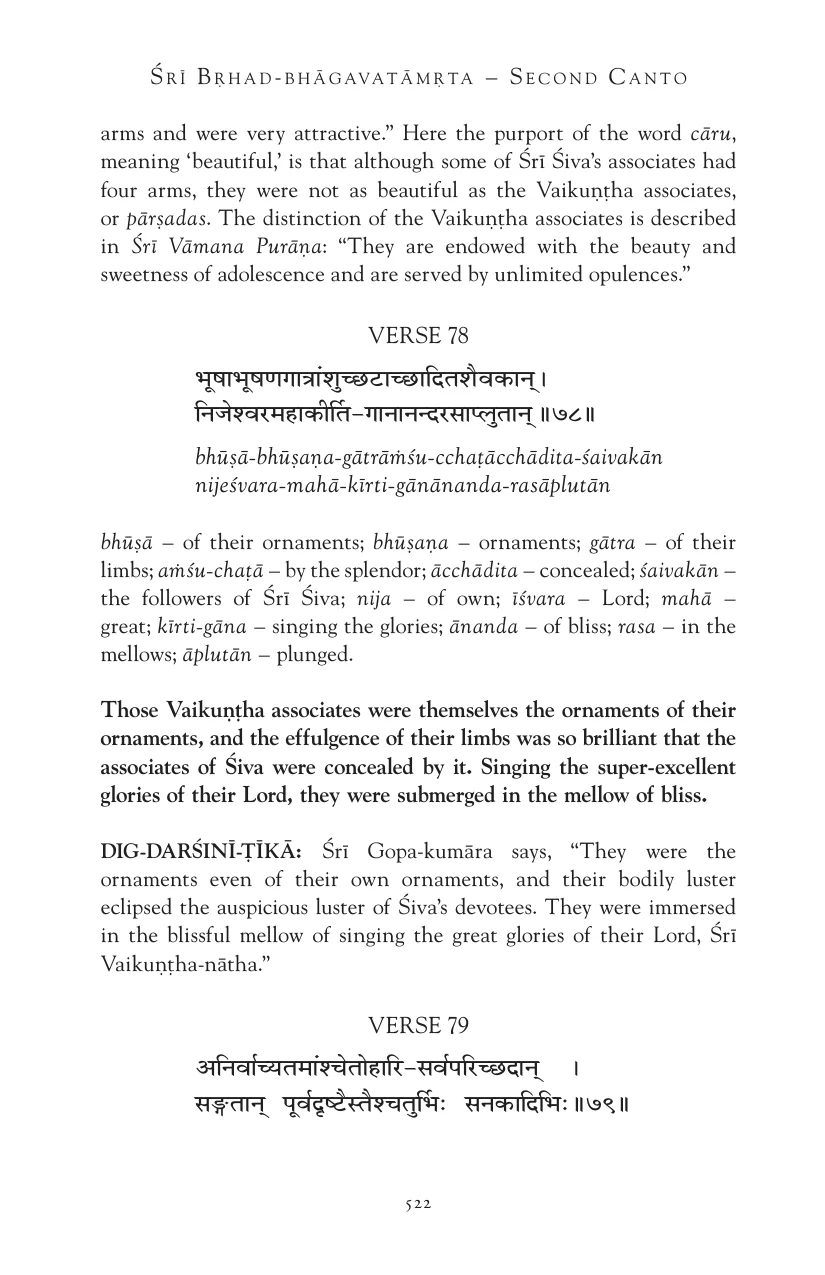 ŚRĪ BṚHAD-BHĀGAVATĀMṚTA – SECOND CANTO
arms and were very attractive.” Here the purport of the word cāru,
meaning ‘beautiful,’ is that although some of Śrī Śiva’s associates had
four arms, they were not as beautiful as the Vaikuṇṭha associates,
or pārṣadas. The distinction of the Vaikuṇṭha associates is described
in Śrī Vāmana Purāṇa: “They are endowed with the beauty and
sweetness of adolescence and are served by unlimited opulences.”
VERSE 78
भूषाभूषणगात्रांशुच्छटाच्छादितशैवकान् ।
निजेश्वरमहाकीर्ति-गानानन्दरसाप्लुतान् ॥७८॥
bhūṣā-bhūṣaṇa-gātrāṁśu-cchaṭācchādita-śaivakān
nijeśvara-mahā-kīrti-gānānanda-rasāplutān
bhūṣā – of their ornaments; bhūṣaṇa – ornaments; gātra – of their
limbs; aṁśu-chaṭā – by the splendor; ācchādita – concealed; śaivakān –
the followers of Śrī Śiva; nija – of own; īśvara – Lord; mahā –
great; kīrti-gāna – singing the glories; ānanda – of bliss; rasa – in the
mellows; āplutān – plunged.
Those Vaikuṇṭha associates were themselves the ornaments of their
ornaments, and the effulgence of their limbs was so brilliant that the
associates of Śiva were concealed by it. Singing the super-excellent
glories of their Lord, they were submerged in the mellow of bliss.
DIG-DARŚINĪ-ṬĪKĀ: Śrī Gopa-kumāra says, “They were the
ornaments even of their own ornaments, and their bodily luster
eclipsed the auspicious luster of Śiva’s devotees. They were immersed
in the blissful mellow of singing the great glories of their Lord, Śrī
Vaikuṇṭha-nātha.”
VERSE 79
अनिर्वाच्यतमांश्चेतोहारि-सर्वपरिच्छदान् ।
सङ्गतान् पूर्वदृष्टैस्तैश्चतुर्भिः सनकादिभिः ॥७९॥
522